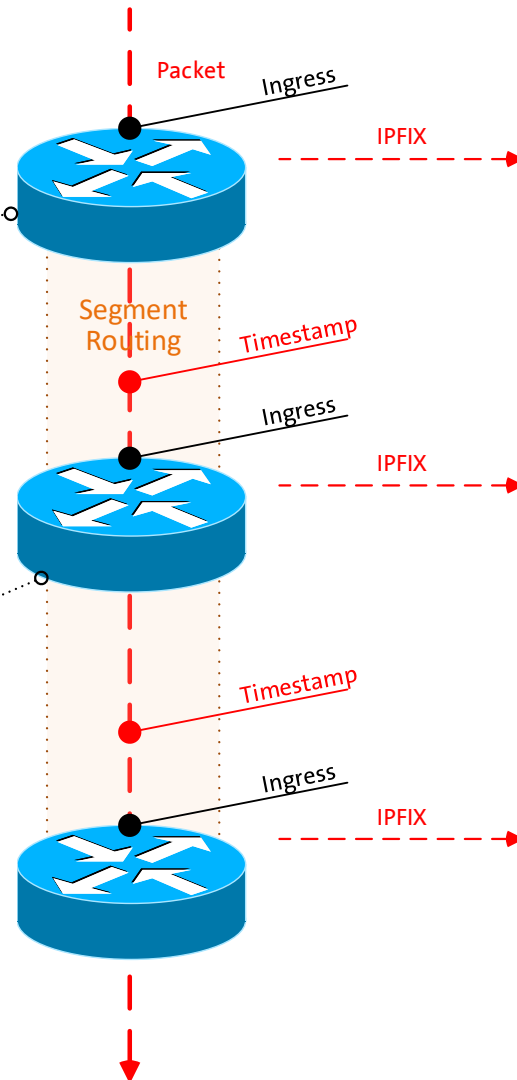 Packet
Ingress
IPFIX
Segment
Routing
Timestamp
Ingress
IPFIX
Timestamp
Ingress
IPFIX